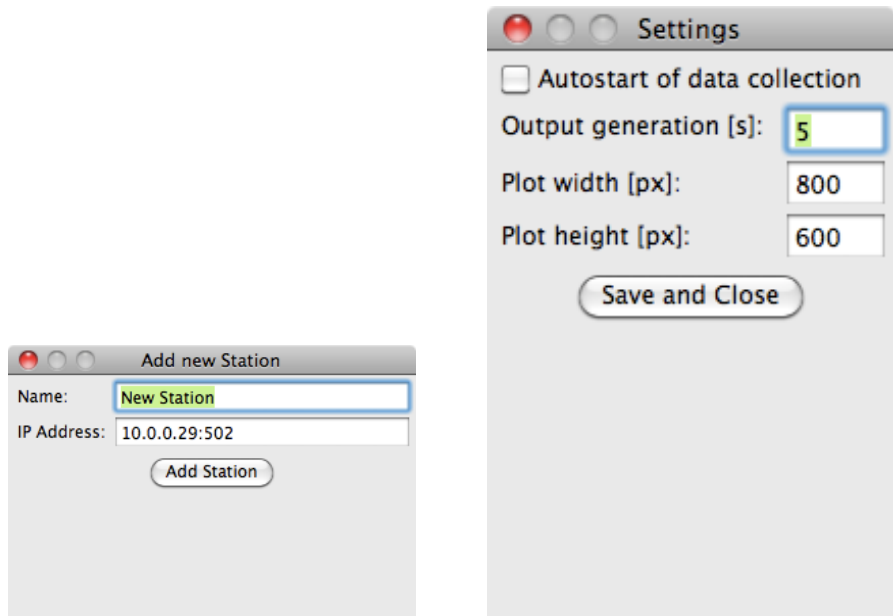 Add new Station
Name: New Station
IP Address: 10.0.0.29:502
Add Station
Settings
Autostart of data collection
Output generation [s]: 5
Plot width [px]: 800
Plot height [px]: 600
Save and Close